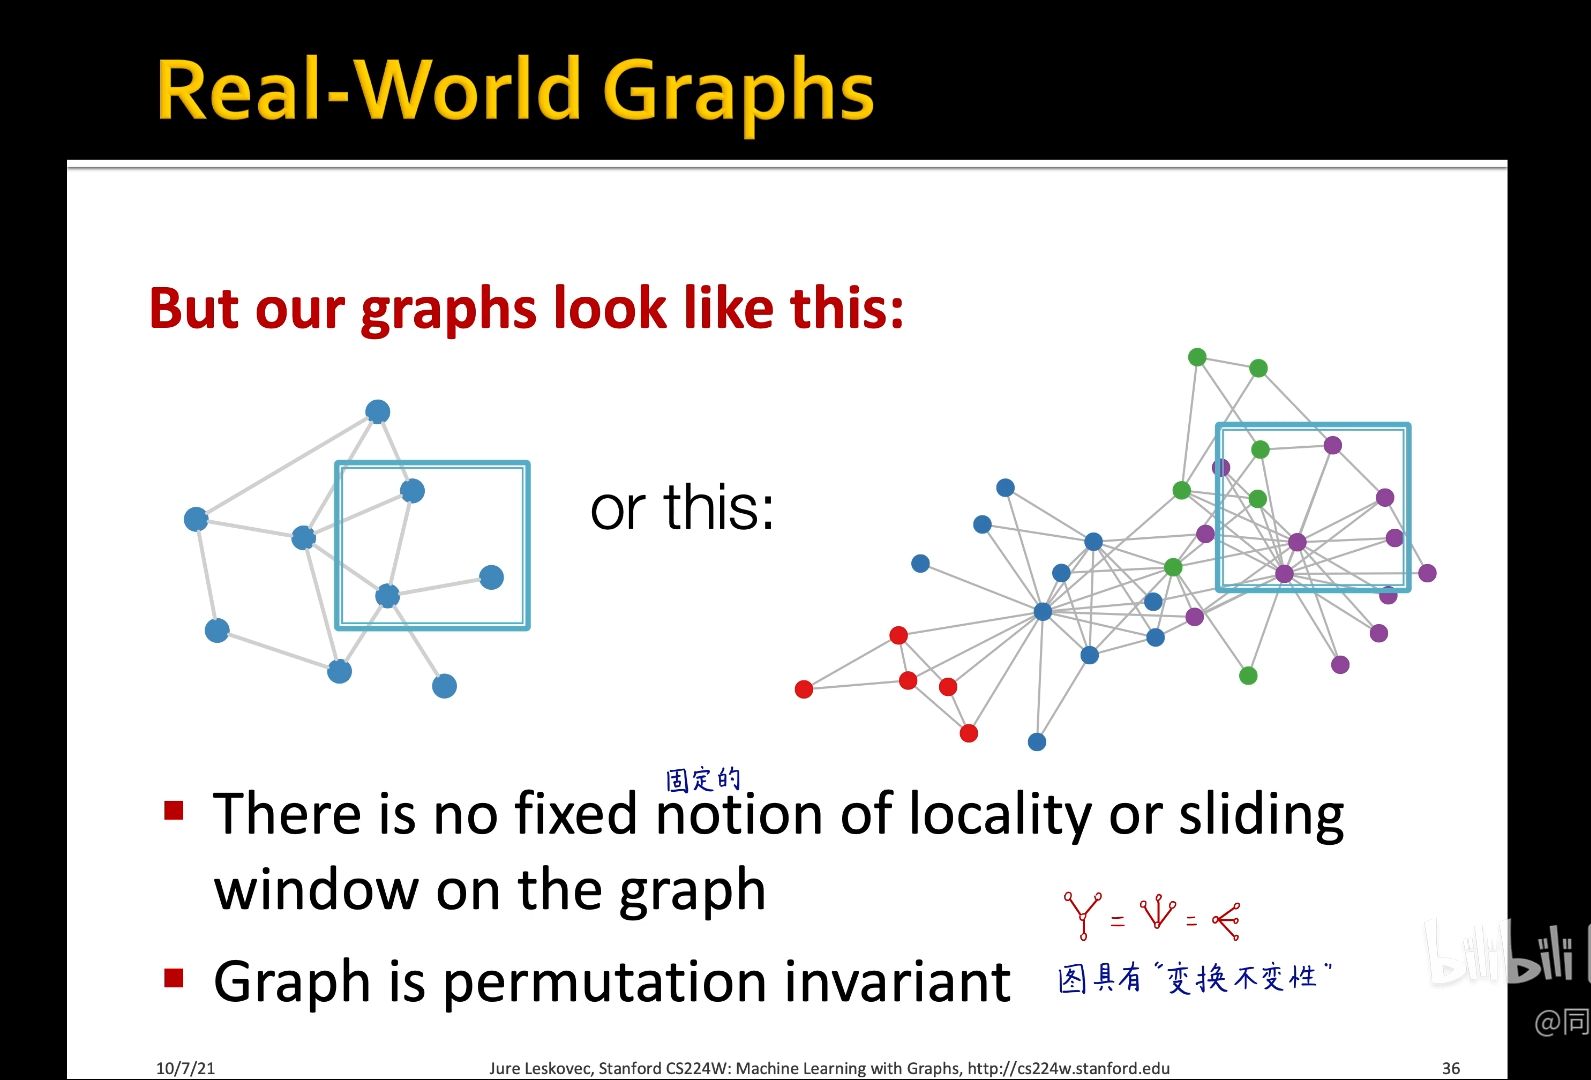 Real-World Graphs
But our graphs look like this:
or this:
固定的
There is no fixed notion of locality or sliding
window on the graph
Graph is permutation invariant
图具有“变换不变性”
bilibili
@同
10/7/21
Jure Leskovec, Stanford CS224W: Machine Learning with Graphs, http://cs224w.stanford.edu
36